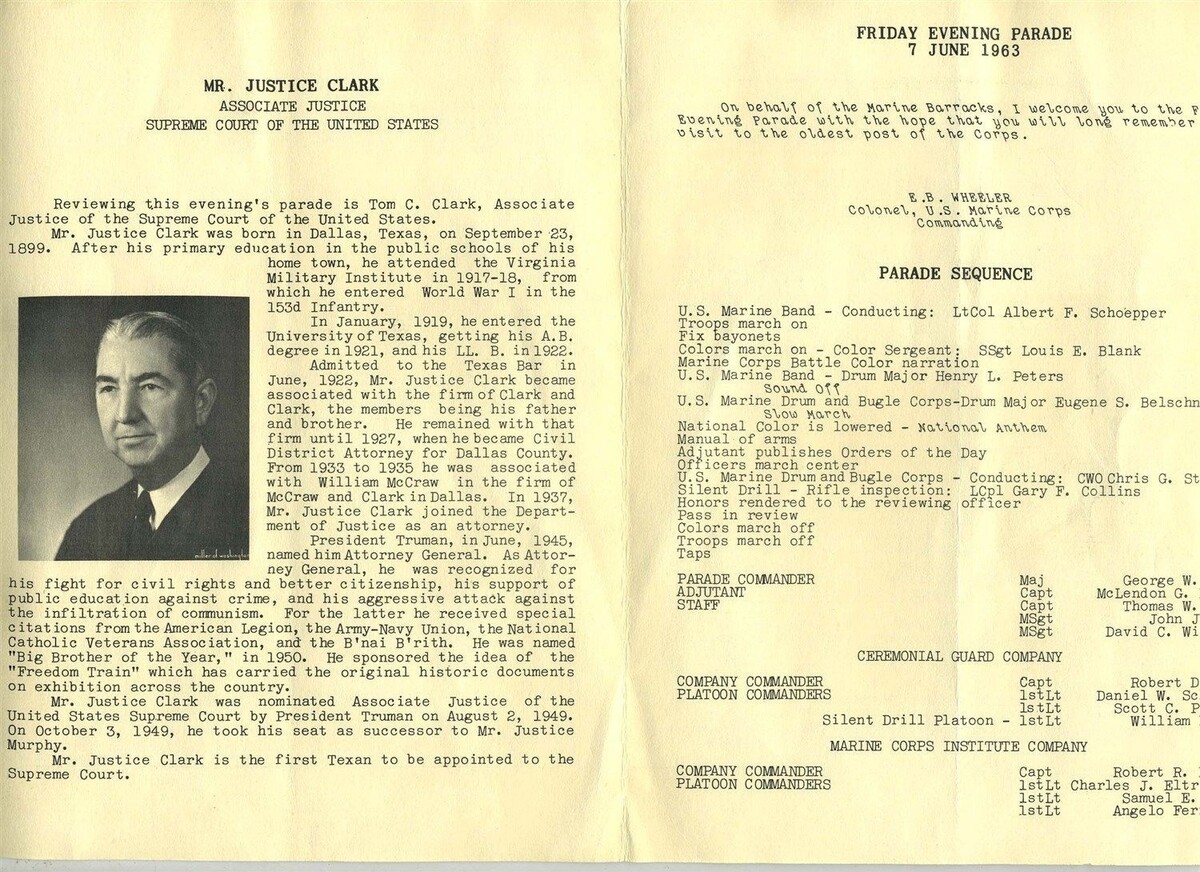 MR. JUSTICE CLARK
ASSOCIATE JUSTICE
SUPREME COURT OF THE UNITED STATES
Reviewing this evening's parade is Tom C. Clark, Associate
Justice of the Supreme Court of the United States.
Mr. Justice Clark was born in Dallas, Texas, on September 23,
1899. After his primary education in the public schools of his
home town, he attended the Virginia
Military Institute in 1917-18, from
which he entered World War I in the
153d Infantry.
In January, 1919, he entered the
University of Texas, getting his A.B.
degree in 1921, and his LL. B. in 1922.
Admitted to the Texas Bar in
June, 1922, Mr. Justice Clark became
associated with the firm of Clark and
Clark, the members being his father
and brother. He remained with that
firm until 1927, when he became Civil
District Attorney for Dallas County.
From 1933 to 1935 he was associated
with William McCraw in the firm of
McCraw and Clark in Dallas. In 1937,
Mr. Justice Clark joined the Depart-
ment of Justice as an attorney.
President Truman, in June, 1945,
named him Attorney General. As Attor-
ney General, he was recognized for
his fight for civil rights and better citizenship, his support of
public education against crime, and his aggressive attack against
the infiltration of communism. For the latter he received special
citations from the American Legion, the Army-Navy Union, the National
Catholic Veterans Association, and the B'nai B'rith. He was named
"Big Brother of the Year," in 1950. He sponsored the idea of the
"Freedom Train" which has carried the original historic documents
on exhibition across the country.
Mr. Justice Clark was nominated Associate Justice of the
United States Supreme Court by President Truman on August 2, 1949.
On October 3, 1949, he took his seat as successor to Mr. Justice
Murphy.
Mr. Justice Clark is the first Texan to be appointed to the
Supreme Court.
miller of washington
FRIDAY EVENING PARADE
7 JUNE 1963
On behalf of the Marine Barracks, I welcome you to the F
Evening Parade with the hope that you will long remember
visit to the oldest post of the Corps.
E.B. WHEELER
Colonel, U.S. Marine Corps
Commanding
PARADE SEQUENCE
U.S. Marine Band - Conducting: LtCol Albert F. Schoepper
Troops march on
Fix bayonets
Colors march on - Color Sergeant: SSgt Louis E. Blank
Marine Corps Battle Color narration
U.S. Marine Band - Drum Major Henry L. Peters
Sound Off
U.S. Marine Drum and Bugle Corps-Drum Major Eugene S. Belschn
Slow March
National Color is lowered - National Anthem
Manual of arms
Adjutant publishes Orders of the Day
Officers march center
U.S. Marine Drum and Bugle Corps - Conducting: CWO Chris G. St
Silent Drill - Rifle inspection: LCpl Gary F. Collins
Honors rendered to the reviewing officer
Pass in review
Colors march off
Troops march off
Taps
PARADE COMMANDER Maj George W.
ADJUTANT Capt McLendon G.
STAFF Capt Thomas W.
MSgt John J
MSgt David C. Wi
CEREMONIAL GUARD COMPANY
COMPANY COMMANDER Capt Robert D
PLATOON COMMANDERS 1stLt Daniel W. Sc
1stLt Scott C. P
Silent Drill Platoon - 1stLt William
MARINE CORPS INSTITUTE COMPANY
COMPANY COMMANDER Capt Robert R.
PLATOON COMMANDERS 1stLt Charles J. Eltr
1stLt Samuel E.
1stLt Angelo Fer